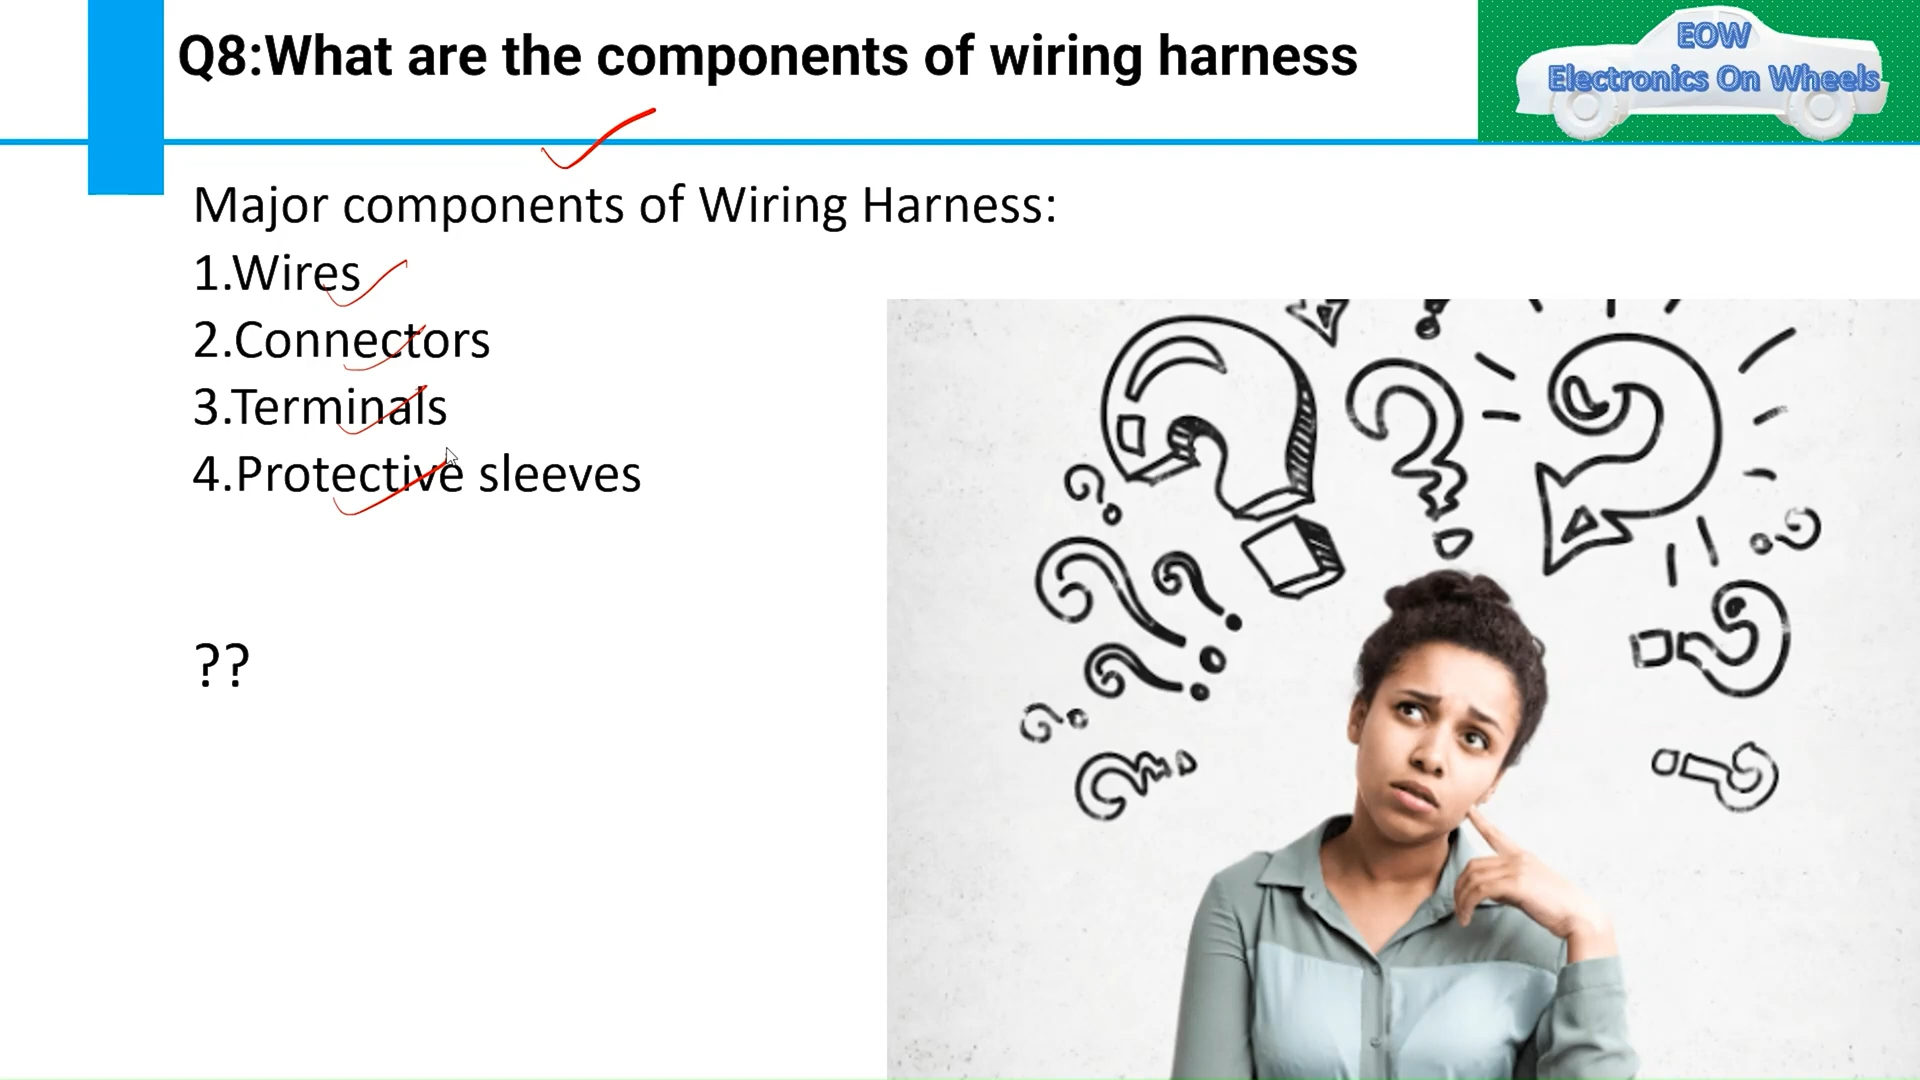 Q8:What are the components of wiring harness
EOW
Electronics On Wheels
Major components of Wiring Harness:
1.Wires
2.Connectors
3.Terminals
4.Protective sleeves
??